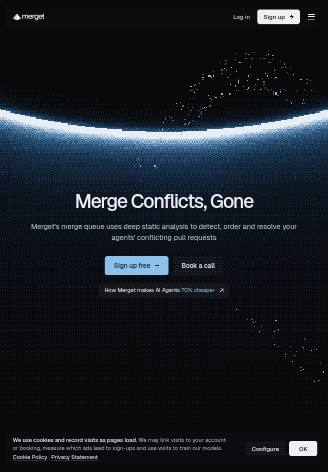 merget
Log in
Sign up
Merge Conflicts, Gone
Merget's merge queue uses deep static analysis to detect, order and resolve your
agents' conflicting pull requests
Sign up free →
Book a call
How Merget makes AI Agents 70% cheaper ↗
We use cookies and record visits as pages load. We may link visits to your account
or booking, measure which ads lead to sign-ups and use visits to train our models.
Cookie Policy · Privacy Statement
Configure
OK